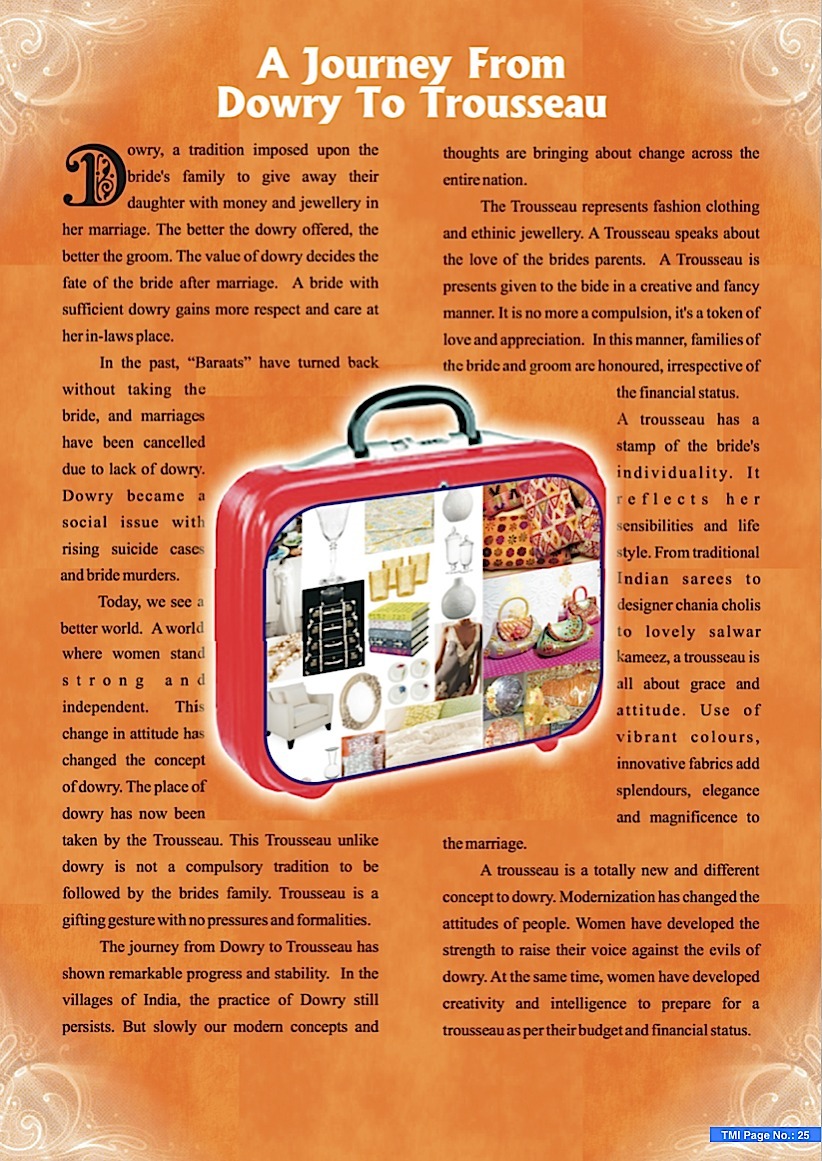 A Journey From
Dowry To Trousseau
Dowry, a tradition imposed upon the
bride's family to give away their
daughter with money and jewellery in
her marriage. The better the dowry offered, the
better the groom. The value of dowry decides the
fate of the bride after marriage. A bride with
sufficient dowry gains more respect and care at
her in-laws place.
In the past, “Baraats” have turned back
without taking the
bride, and marriages
have been cancelled
due to lack of dowry.
Dowry became a
social issue with
rising suicide cases
and bride murders.
Today, we see a
better world. A world
where women stand
strong and
independent. This
change in attitude has
changed the concept
of dowry. The place of
dowry has now been
taken by the Trousseau. This Trousseau unlike
dowry is not a compulsory tradition to be
followed by the brides family. Trousseau is a
gifting gesture with no pressures and formalities.
The journey from Dowry to Trousseau has
shown remarkable progress and stability. In the
villages of India, the practice of Dowry still
persists. But slowly our modern concepts and
thoughts are bringing about change across the
entire nation.
The Trousseau represents fashion clothing
and ethinic jewellery. A Trousseau speaks about
the love of the brides parents. A Trousseau is
presents given to the bide in a creative and fancy
manner. It is no more a compulsion, it's a token of
love and appreciation. In this manner, families of
the bride and groom are honoured, irrespective of
the financial status.
A trousseau has a
stamp of the bride's
individuality. It
reflects her
sensibilities and life
style. From traditional
Indian sarees to
designer chania cholis
to lovely salwar
kameez, a trousseau is
all about grace and
attitude. Use of
vibrant colours,
innovative fabrics add
splendours, elegance
and magnificence to
the marriage.
A trousseau is a totally new and different
concept to dowry. Modernization has changed the
attitudes of people. Women have developed the
strength to raise their voice against the evils of
dowry. At the same time, women have developed
creativity and intelligence to prepare for a
trousseau as per their budget and financial status.
TMI Page No.: 25